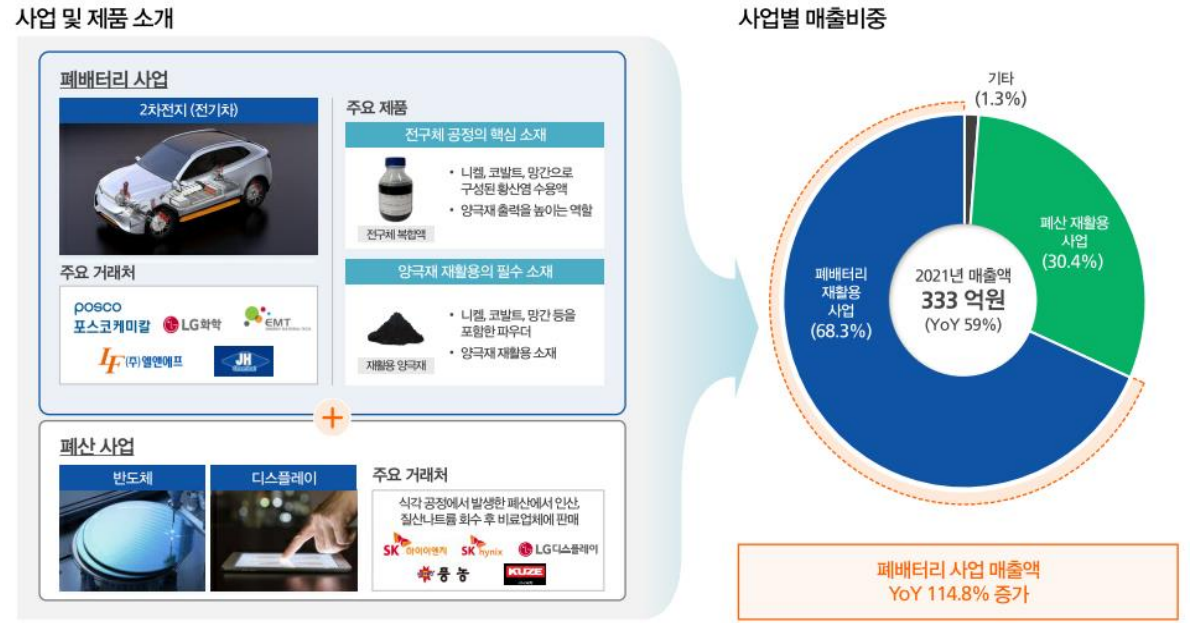 사업 및 제품 소개
폐배터리 사업
2차전지 (전기차)
주요 거래처
posco
포스코케미칼
LG화학
EMT
LF (주)엘앤에프
JH
주요 제품
전구체 공정의 핵심 소재
• 니켈, 코발트, 망간으로
구성된 황산염 수용액
• 양극재 출력을 높이는 역할
전구체 복합액
양극재 재활용의 필수 소재
• 니켈, 코발트, 망간 등을
포함한 파우더
• 양극재 재활용 소재
재활용 양극재
+
폐산 사업
반도체
디스플레이
주요 거래처
식각 공정에서 발생한 폐산에서 인산,
질산나트륨 회수 후 비료업체에 판매
SK
SK hynix
LG디스플레이
풍농
KUZE
사업별 매출비중
기타
(1.3%)
폐산 재활용
사업
(30.4%)
폐배터리
재활용
사업
(68.3%)
2021년 매출액
333 억원
(YoY 59%)
폐배터리 사업 매출액
YoY 114.8% 증가